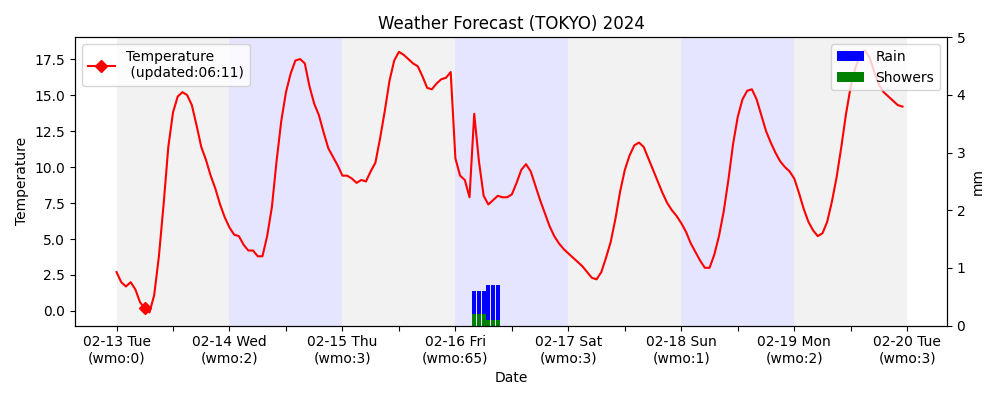 Weather Forecast (TOKYO) 2024
Temperature
(updated:06:11)
Rain
Showers
Temperature
17.5
15.0
12.5
10.0
7.5
5.0
2.5
0.0
5
4
3
2
1
0
mm
02-13 Tue
(wmo:0)
02-14 Wed
(wmo:2)
02-15 Thu
(wmo:3)
02-16 Fri
(wmo:65)
02-17 Sat
(wmo:3)
02-18 Sun
(wmo:1)
02-19 Mon
(wmo:2)
02-20 Tue
(wmo:3)
Date